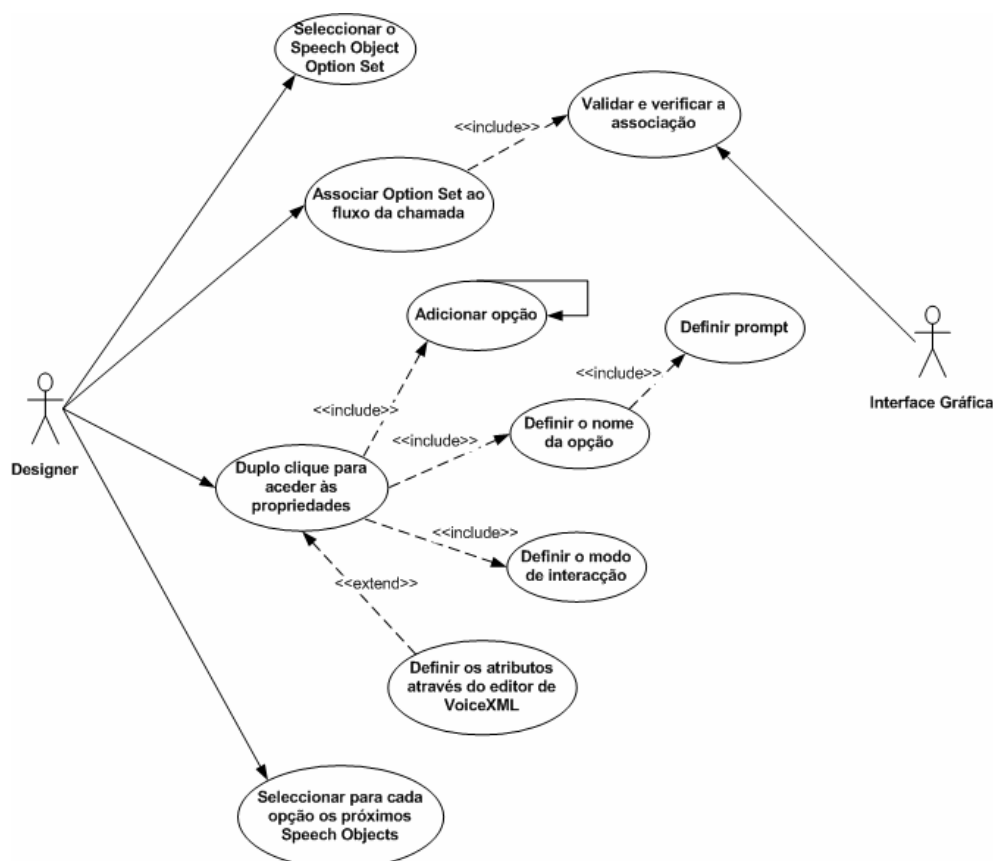 Seleccionar o
Speech Object
Option Set
Validar e verificar a
associação
<<include>>
Associar Option Set ao
fluxo da chamada
Adicionar opção
Definir prompt
<<include>>
Interface Gráfica
<<include>>
Definir o nome
da opção
<<include>>
Designer
Duplo clique para
aceder às
propriedades
<<include>>
Definir o modo
de interacção
<<extend>>
Definir os atributos
através do editor de
VoiceXML
Seleccionar para cada
opção os próximos
Speech Objects